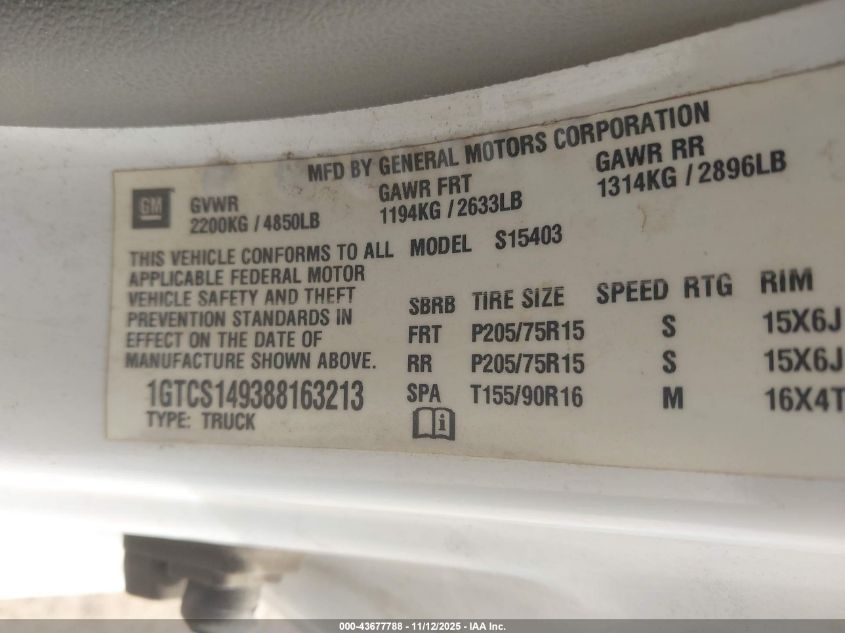 MFD BY GENERAL MOTORS CORPORATION
GM
GVWR
2200KG / 4850LB
GAWR FRT
1194KG / 2633LB
GAWR RR
1314KG / 2896LB
THIS VEHICLE CONFORMS TO ALL
APPLICABLE FEDERAL MOTOR
VEHICLE SAFETY AND THEFT
PREVENTION STANDARDS IN
EFFECT ON THE DATE OF
MANUFACTURE SHOWN ABOVE.
1GTCS149388163213
TYPE: TRUCK
MODEL S15403
SBRB TIRE SIZE SPEED RTG RIM
FRT P205/75R15 S 15X6J
RR P205/75R15 S 15X6J
SPA T155/90R16 M 16X4T
i
000-43677788 - 11/12/2025 - IAA Inc.